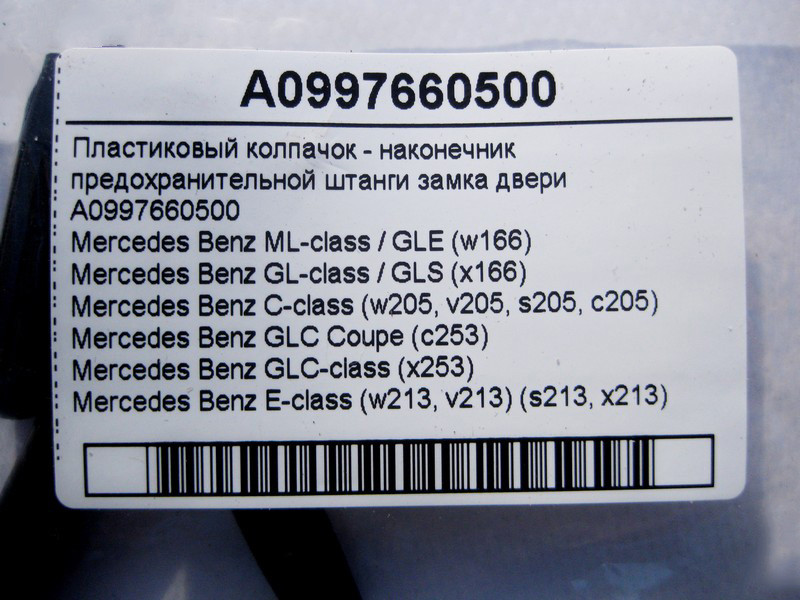 A0997660500
Пластиковый колпачок - наконечник
предохранительной штанги замка двери
A0997660500
Mercedes Benz ML-class / GLE (w166)
Mercedes Benz GL-class / GLS (x166)
Mercedes Benz C-class (w205, v205, s205, c205)
Mercedes Benz GLC Coupe (c253)
Mercedes Benz GLC-class (x253)
Mercedes Benz E-class (w213, v213) (s213, x213)